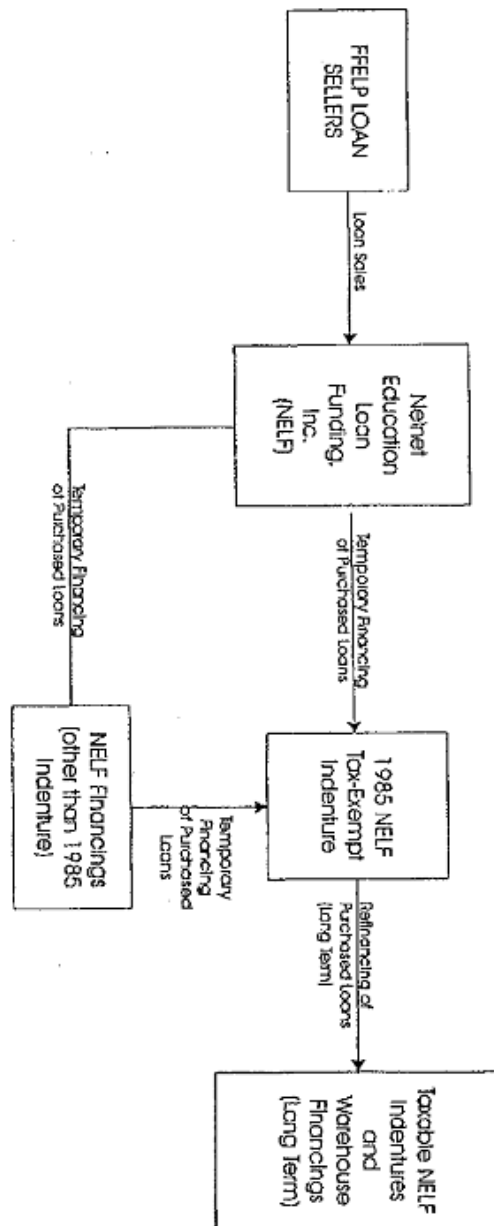 FFELP LOAN
SELLERS
Loan Sales
Nelnet
Education
Loan
Funding,
Inc.
(NELF)
Temporary Financing
of Purchased Loans
Temporary Financing
of Purchased Loans
1985 NELF
Tax-Exempt
Indenture
NELF Financings
(other than 1985
Indenture)
Temporary
Financing
of Purchased
Loans
Refinancing of
Purchased Loans
(Long Term)
Taxable NELF
Indentures
and
Warehouse
Financings
(Long Term)